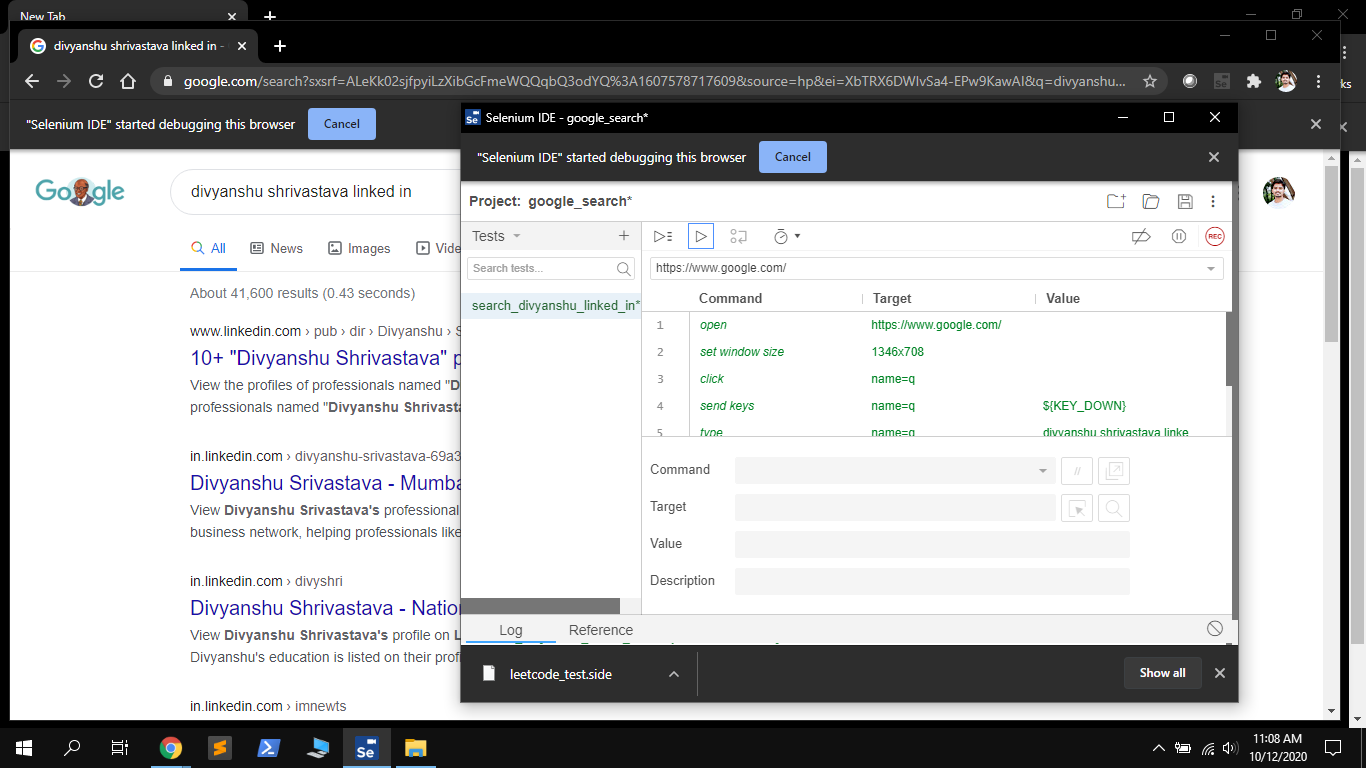 New Tab
divyanshu shrivastava linked in -
google.com/search?sxsrf=ALeKk02sjfpyiLzXibGcFmeWQQqbQ3odYQ%3A1607578717609&source=hp&ei=XbTRX6DWIvSa4-EPw9KawAI&q=divyanshu...
ks
"Selenium IDE" started debugging this browser
Cancel
Google
divyanshu shrivastava linked in
All
News
Images
Vide
About 41,600 results (0.43 seconds)
www.linkedin.com › pub › dir › Divyanshu › S
10+ "Divyanshu Shrivastava" p
View the profiles of professionals named "D
professionals named "Divyanshu Shrivasta
in.linkedin.com › divyanshu-srivastava-69a3
Divyanshu Srivastava - Mumba
View Divyanshu Srivastava's professional
business network, helping professionals like
in.linkedin.com › divyshri
Divyanshu Shrivastava - Natio
View Divyanshu Shrivastava's profile on L
Divyanshu's education is listed on their prof
in.linkedin.com › imnewts
Se Selenium IDE - google_search*
"Selenium IDE" started debugging this browser
Cancel
Project: google_search*
Tests
REC
Search tests...
https://www.google.com/
search_divyanshu_linked_in*
Command Target Value
1 open https://www.google.com/
2 set window size 1346x708
3 click name=q
4 send keys name=q ${KEY_DOWN}
5 type name=q divyanshu shrivastava linke
Command
//
Target
Value
Description
Log Reference
leetcode_test.side
Show all
Se
11:08 AM
10/12/2020